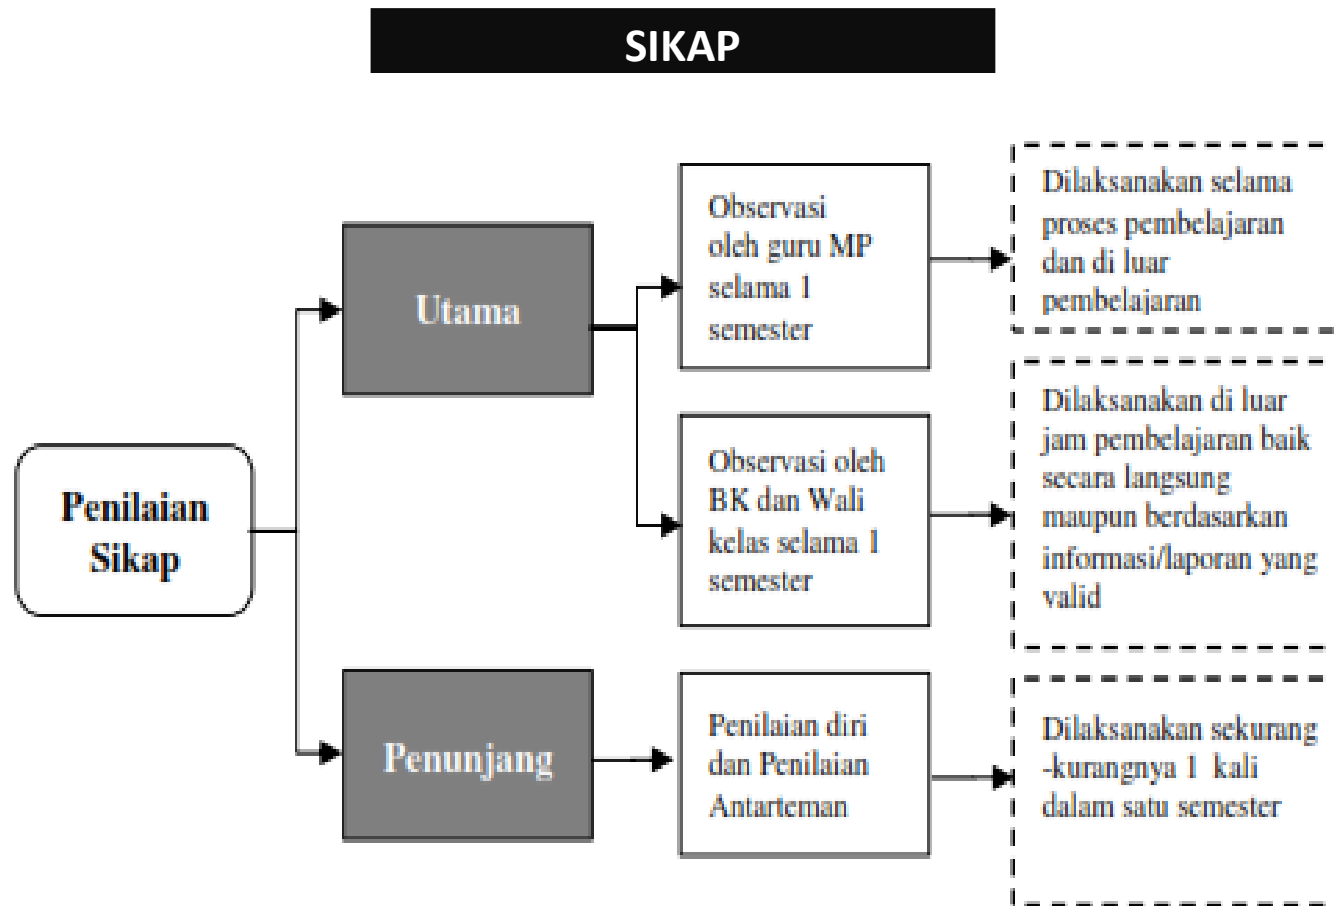 SIKAP
Penilaian
Sikap
Utama
Observasi
oleh guru MP
selama 1
semester
Dilaksanakan selama
proses pembelajaran
dan di luar
pembelajaran
Observasi oleh
BK dan Wali
kelas selama 1
semester
Dilaksanakan di luar
jam pembelajaran baik
secara langsung
maupun berdasarkan
informasi/laporan yang
valid
Penunjang
Penilaian diri
dan Penilaian
Antarteman
Dilaksanakan sekurang
-kurangnya 1 kali
dalam satu semester